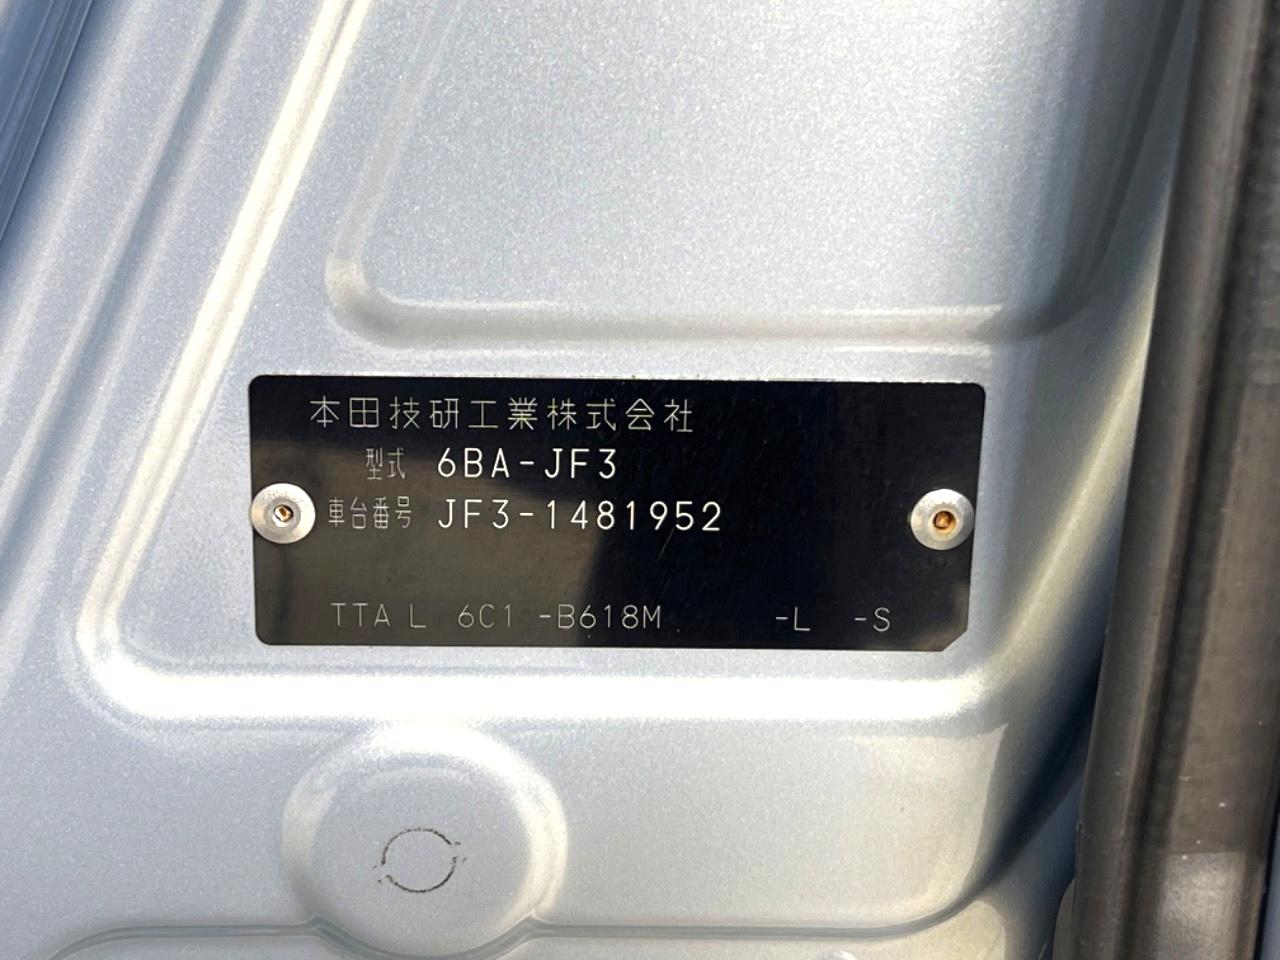 本田技研工業株式会社
型式 6BA-JF3
車台番号 JF3-1481952
TTA L 6C1 -B618M -L -S